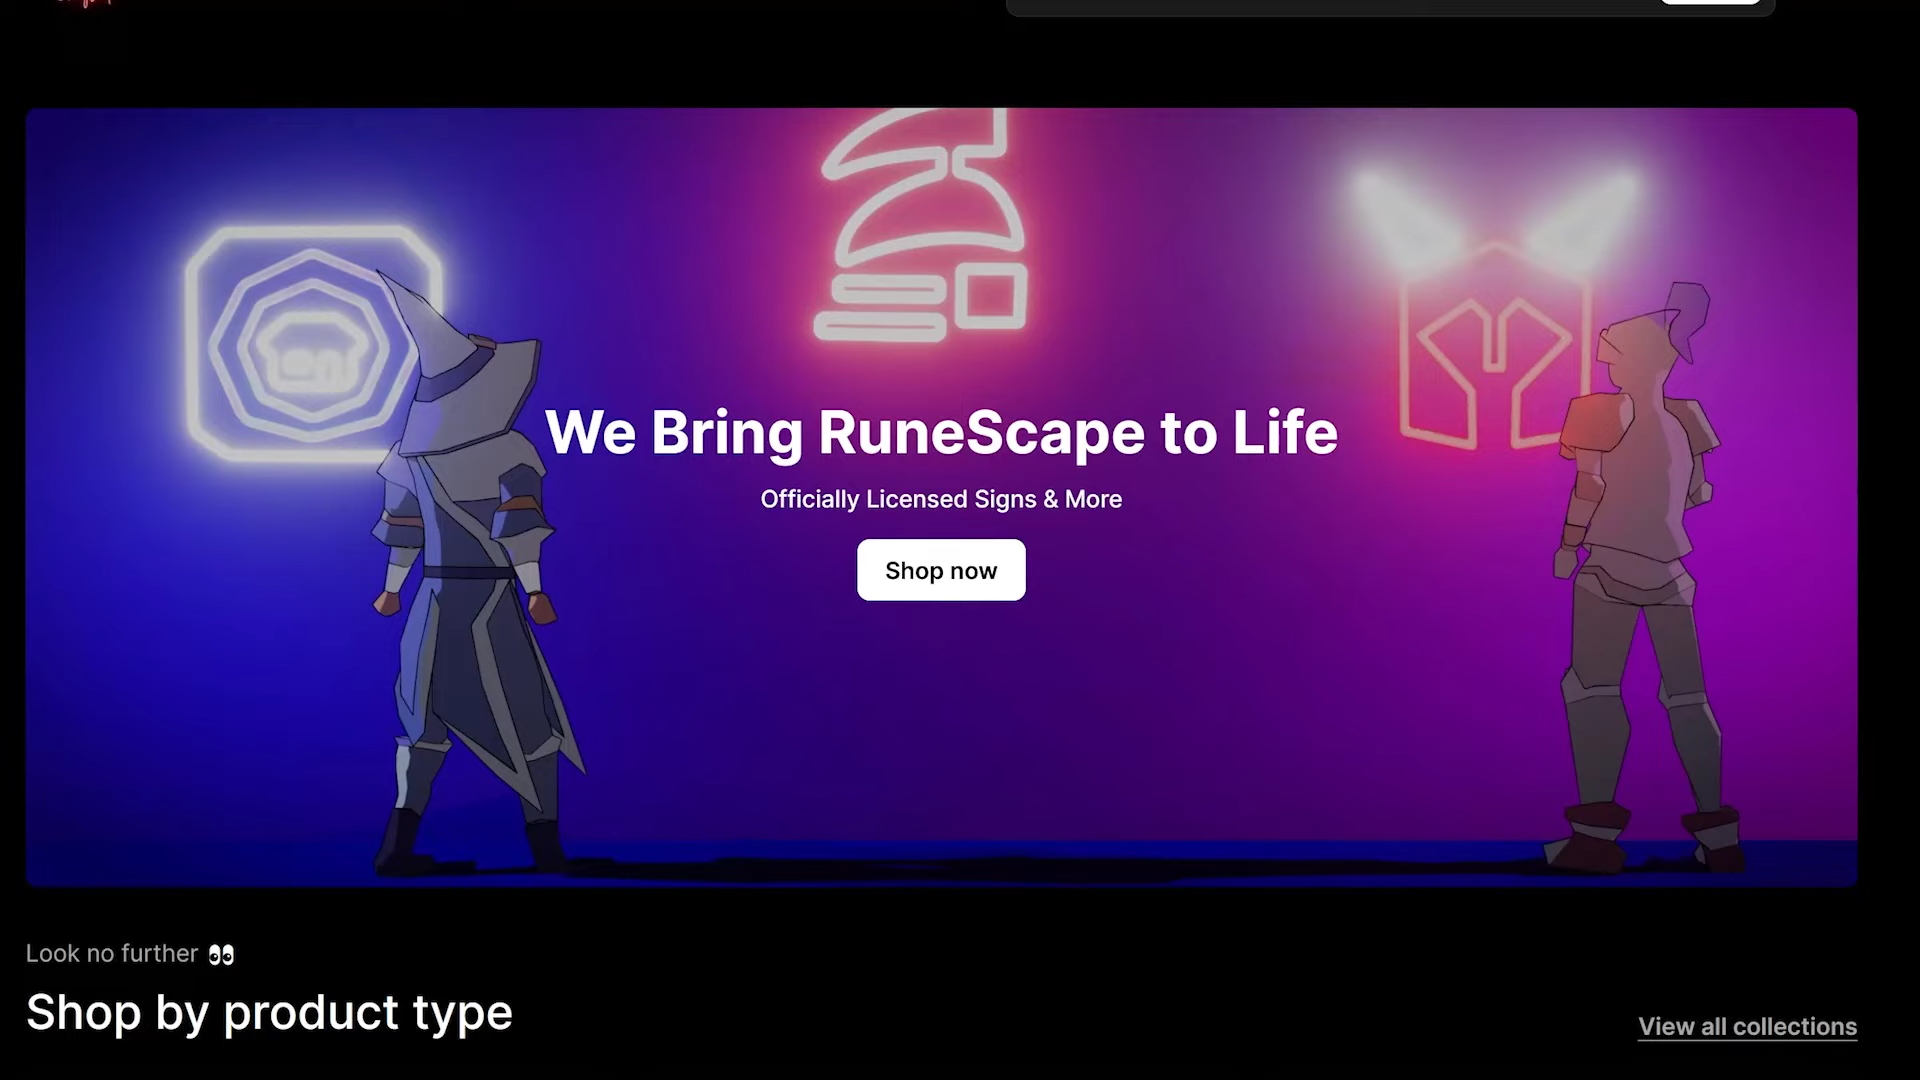 We Bring RuneScape to Life
Officially Licensed Signs & More
Shop now
Look no further 👀
Shop by product type
View all collections